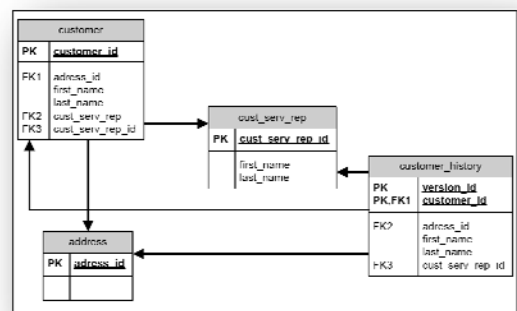 customer
PK customer_id
FK1 adress_id
first_name
last_name
FK2 cust_serv_rep
FK3 cust_serv_rep_id
cust_serv_rep
PK cust_serv_rep_id
first_name
last_name
customer_history
PK version_id
PK,FK1 customer_id
FK2 adress_id
first_name
last_name
FK3 cust_serv_rep_id
address
PK adress_id